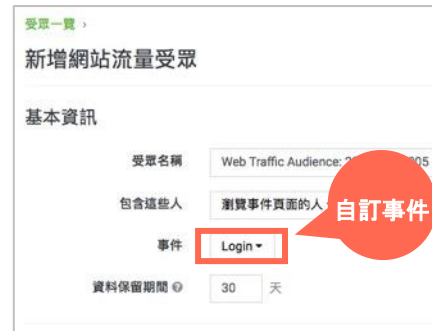 受眾一覽 ›
新增網站流量受眾
基本資訊
受眾名稱 Web Traffic Audience: 2 005
包含這些人 瀏覽事件頁面的人
自訂事件
事件 Login
資料保留期間 30 天